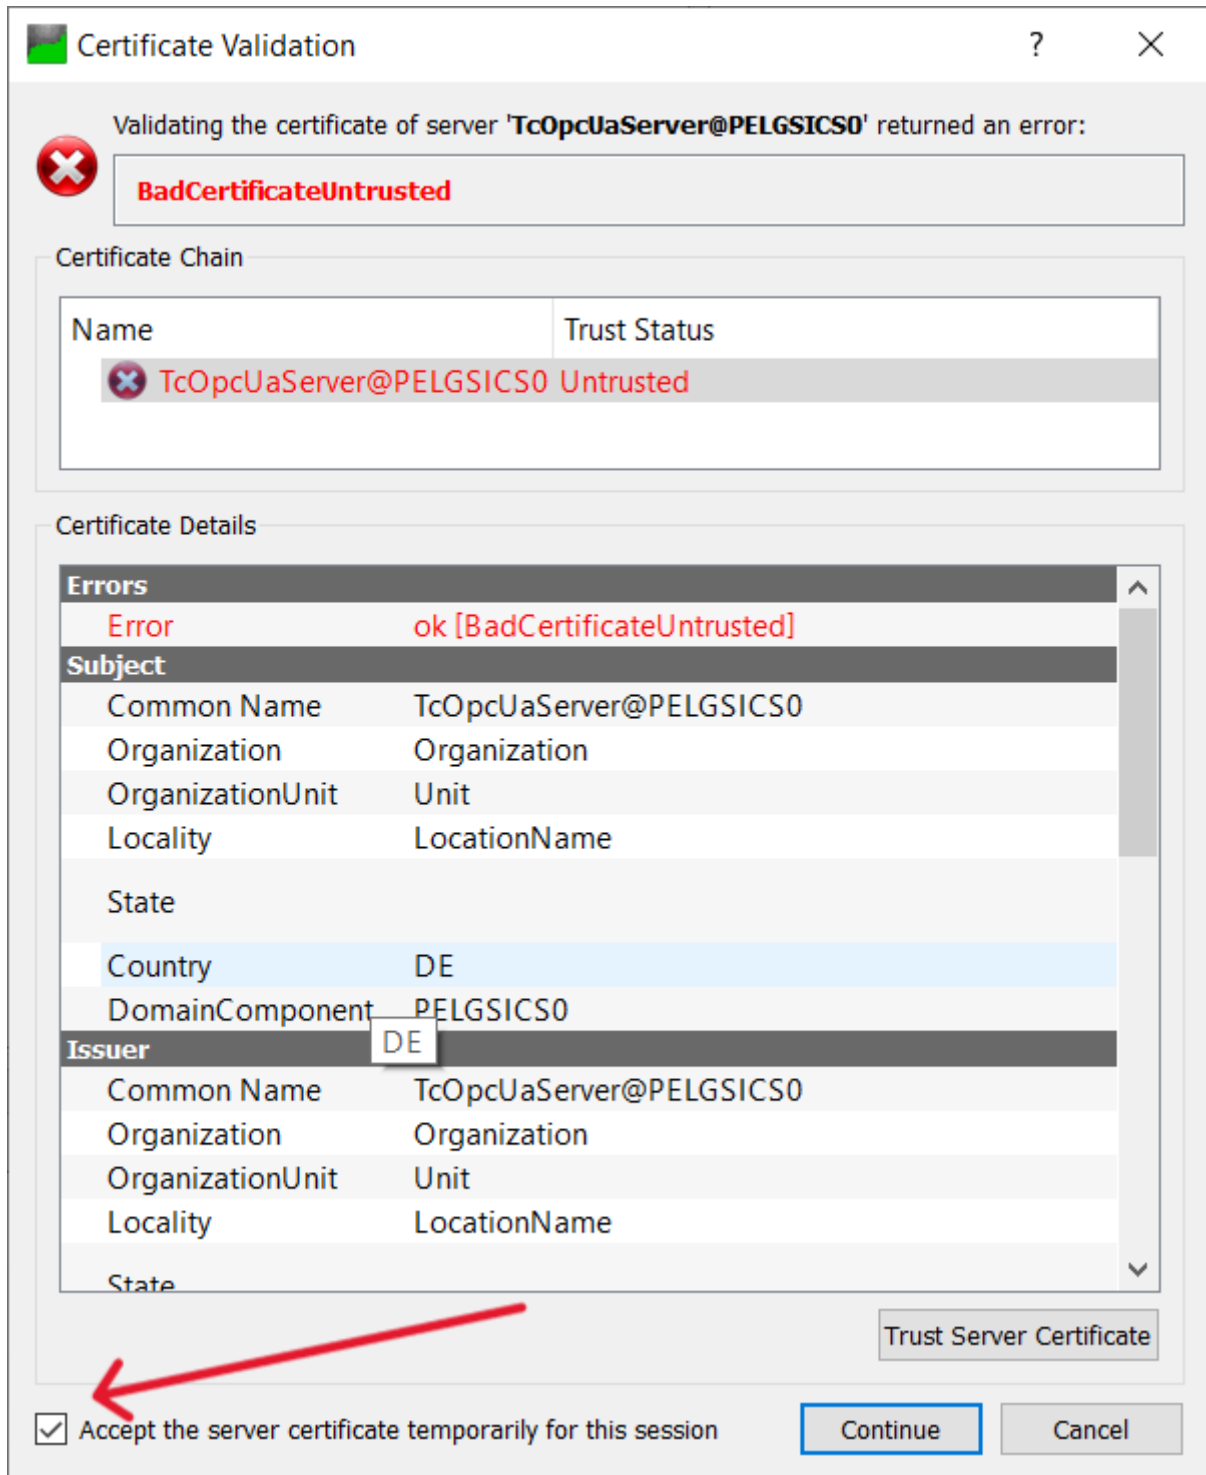 Certificate Validation ?
Validating the certificate of server 'TcOpcUaServer@PELGSICS0' returned an error:
BadCertificateUntrusted
Certificate Chain
Name Trust Status
TcOpcUaServer@PELGSICS0 Untrusted
Certificate Details
Errors
Error ok [BadCertificateUntrusted]
Subject
Common Name TcOpcUaServer@PELGSICS0
Organization Organization
OrganizationUnit Unit
Locality LocationName
State
Country DE
DomainComponent PELGSICS0
DE
Issuer
Common Name TcOpcUaServer@PELGSICS0
Organization Organization
OrganizationUnit Unit
Locality LocationName
State
Trust Server Certificate
Accept the server certificate temporarily for this session Continue Cancel